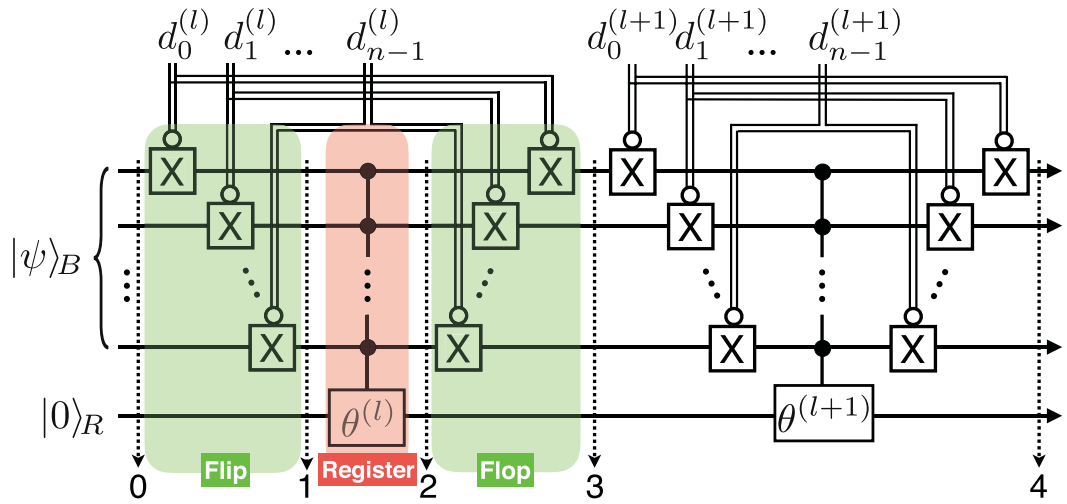 d_0^{(l)} d_1^{(l)} ... d_{n-1}^{(l)} d_0^{(l+1)} d_1^{(l+1)} ... d_{n-1}^{(l+1)}
X X X X
X X X X
|ψ⟩_B
X X X X
|0⟩_R θ^{(l)} θ^{(l+1)}
Flip Register Flop
0 1 2 3 4